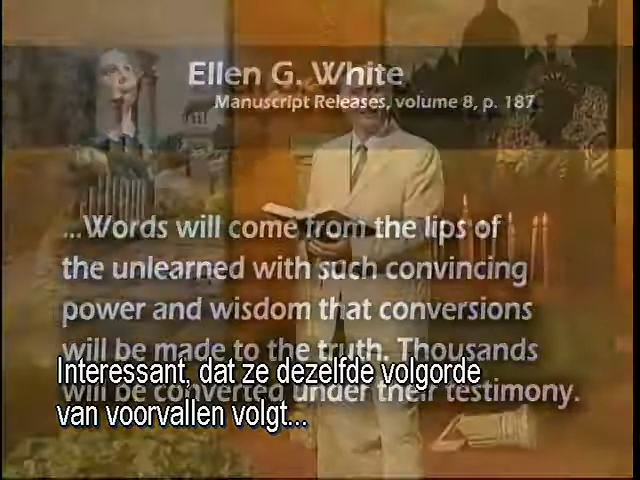 Ellen G. White
Manuscript Releases, volume 8, p. 187
...Words will come from the lips of
the unlearned with such convincing
power and wisdom that conversions
will be made to the truth. Thousands
will be converted under their testimony.
Interessant, dat ze dezelfde volgorde
van voorvallen volgt...